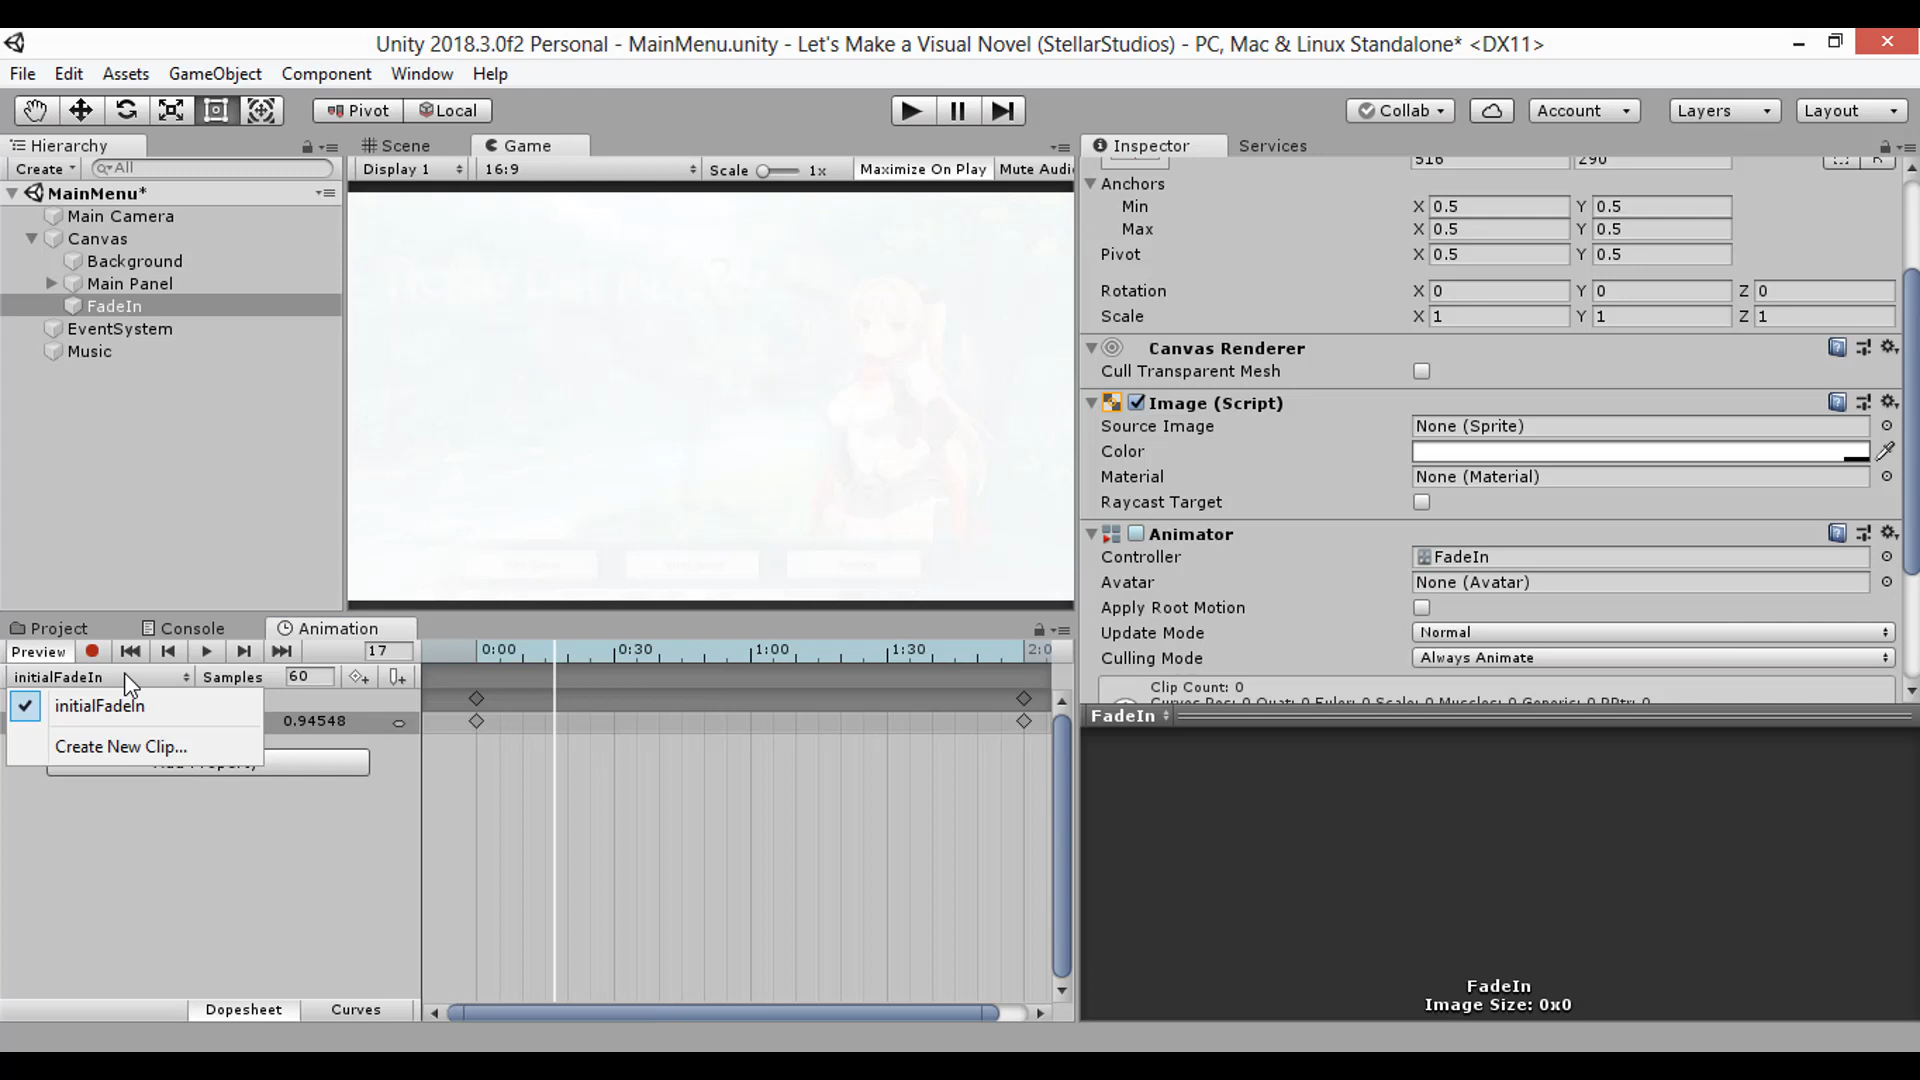 Unity 2018.3.0f2 Personal - MainMenu.unity - Let's Make a Visual Novel (StellarStudios) - PC, Mac & Linux Standalone* <DX11>
File Edit Assets GameObject Component Window Help
Pivot Local Collab Account Layers Layout
Hierarchy
Create All
MainMenu*
Main Camera
Canvas
Background
Main Panel
FadeIn
EventSystem
Music
Scene Game
Display 1 16:9 Scale 1x Maximize On Play Mute Audi
Inspector Services
516 290
Anchors
Min X 0.5 Y 0.5
Max X 0.5 Y 0.5
Pivot X 0.5 Y 0.5
Rotation X 0 Y 0 Z 0
Scale X 1 Y 1 Z 1
Canvas Renderer
Cull Transparent Mesh
Image (Script)
Source Image None (Sprite)
Color
Material None (Material)
Raycast Target
Animator
Controller FadeIn
Avatar None (Avatar)
Apply Root Motion
Update Mode Normal
Culling Mode Always Animate
Clip Count: 0
FadeIn
FadeIn
Image Size: 0x0
Project Console Animation
Preview 17 0:00 0:30 1:00 1:30 2:0
initialFadeIn Samples 60
initialFadeIn
0.94548
Create New Clip...
Dopesheet Curves